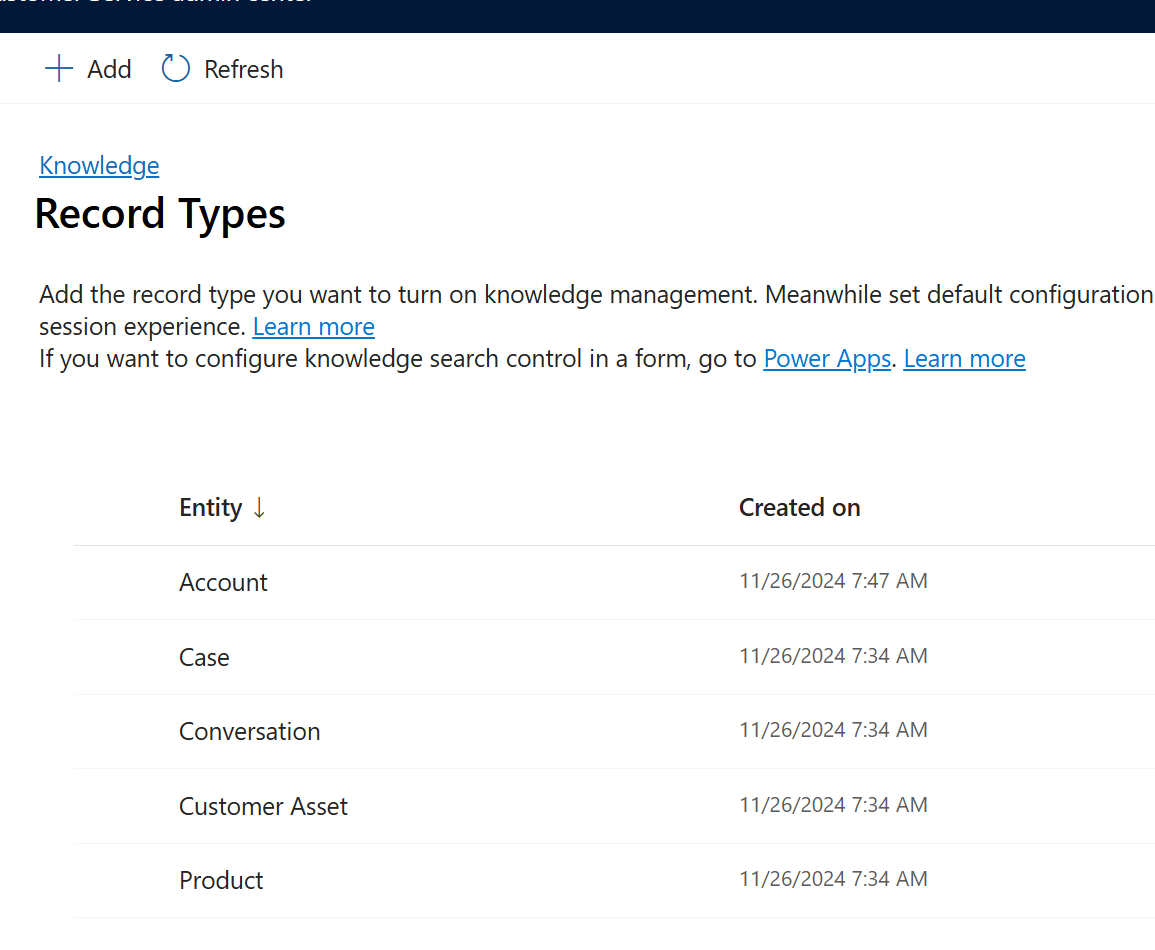 Customer Service admin center
Add Refresh
Knowledge
Record Types
Add the record type you want to turn on knowledge management. Meanwhile set default configuration
session experience. Learn more
If you want to configure knowledge search control in a form, go to Power Apps. Learn more
Entity ↓ Created on
Account 11/26/2024 7:47 AM
Case 11/26/2024 7:34 AM
Conversation 11/26/2024 7:34 AM
Customer Asset 11/26/2024 7:34 AM
Product 11/26/2024 7:34 AM